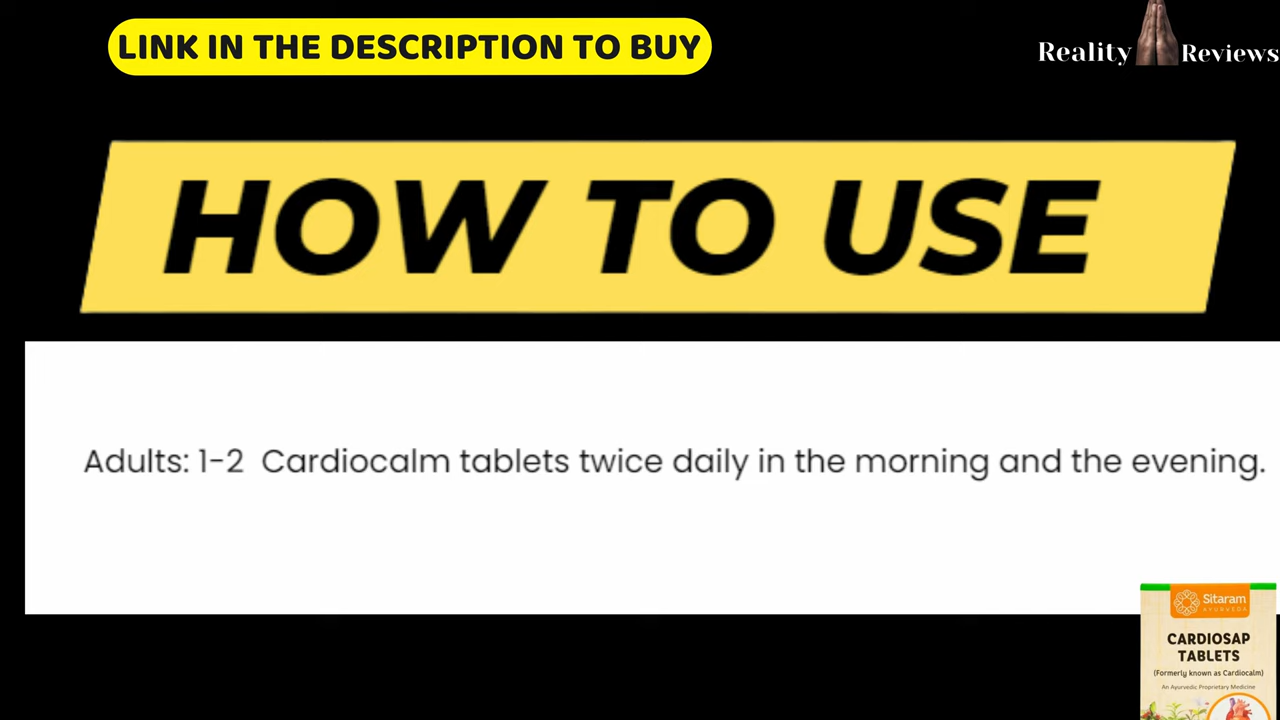 LINK IN THE DESCRIPTION TO BUY
Reality Reviews
HOW TO USE
Adults: 1-2 Cardiocalm tablets twice daily in the morning and the evening.
Sitaram
AYURVEDA
CARDIOSAP
TABLETS
(Formerly known as Cardiocalm)
An Ayurvedic Proprietary Medicine